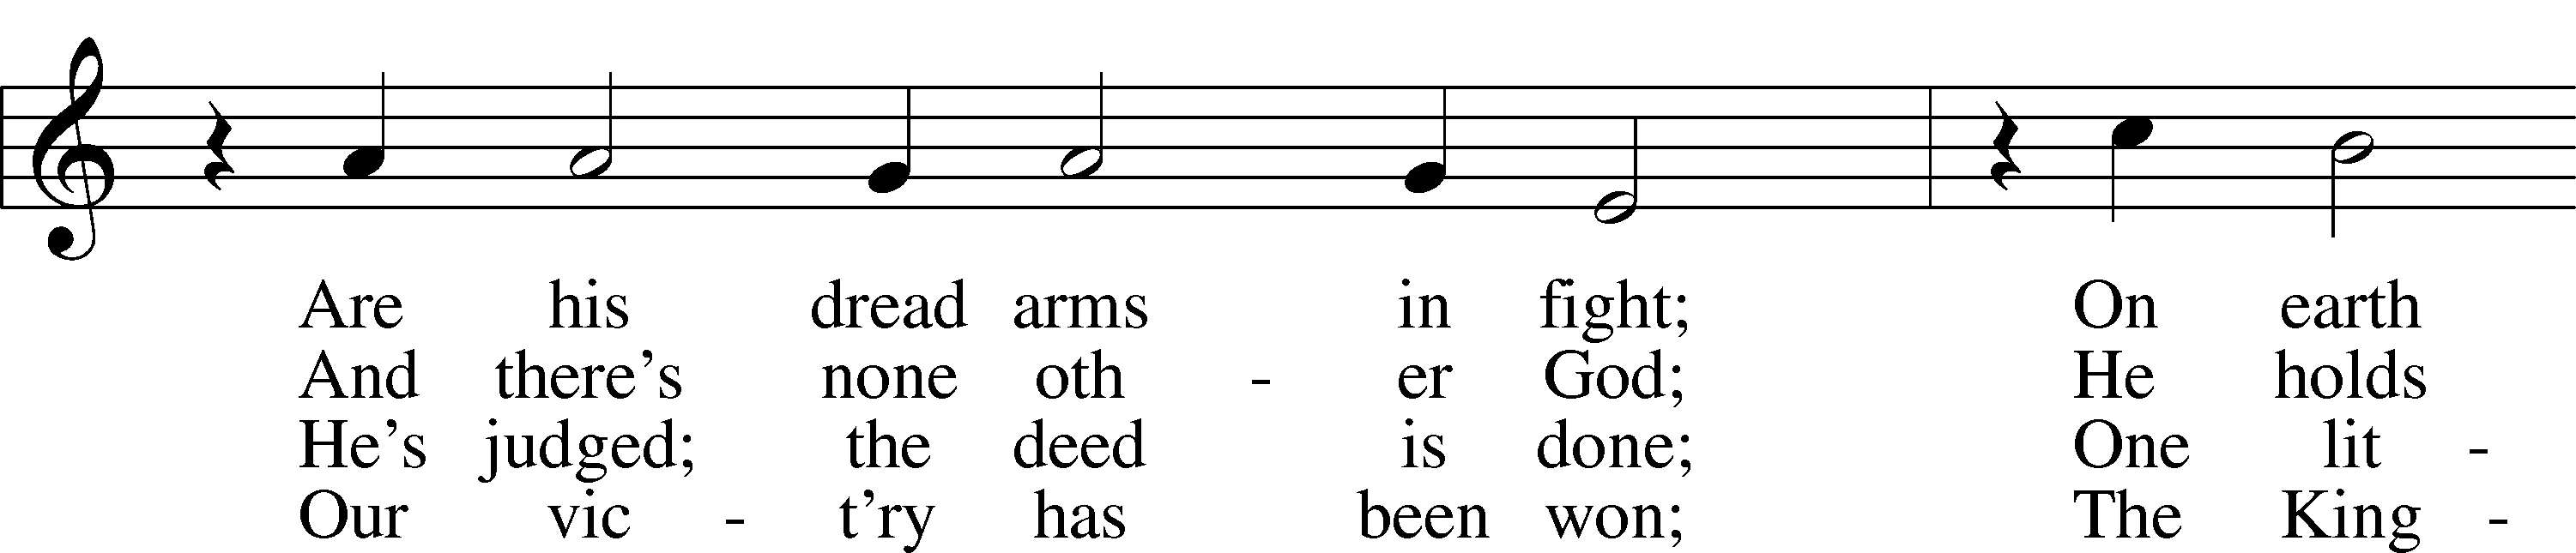 Are his dread arms in fight; On earth
And there's none oth - er God; He holds
He's judged; the deed is done; One lit -
Our vic - t'ry has been won; The King -